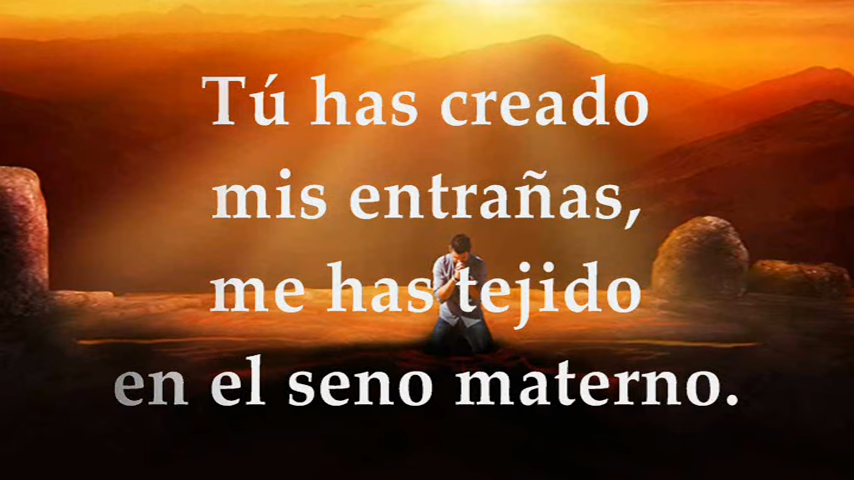 Tú has creado
mis entrañas,
me has tejido
en el seno materno.